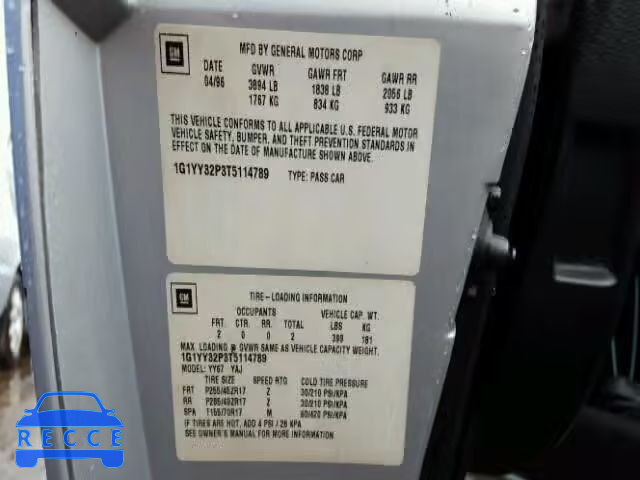 GM
MFD BY GENERAL MOTORS CORP
DATE GVWR GAWR FRT GAWR RR
04/96 3894 LB 1838 LB 2056 LB
1767 KG 834 KG 933 KG
THIS VEHICLE CONFORMS TO ALL APPLICABLE U.S. FEDERAL MOTOR
VEHICLE SAFETY, BUMPER, AND THEFT PREVENTION STANDARDS IN
EFFECT ON THE DATE OF MANUFACTURE SHOWN ABOVE.
1G1YY32P3T5114789 TYPE: PASS CAR
GM
TIRE-LOADING INFORMATION
OCCUPANTS VEHICLE CAP. WT.
FRT CTR. RR. TOTAL LBS KG
2 0 0 2 399 181
MAX. LOADING @ GVWR SAME AS VEHICLE CAPACITY WEIGHT.
1G1YY32P3T5114789
MODEL: YY67 YAJ
TIRE SIZE SPEED RTG COLD TIRE PRESSURE
FRT P255/45ZR17 Z 30/210 PSI/KPA
RR P285/40ZR17 Z 30/210 PSI/KPA
SPA T155/70R17 M 60/420 PSI/KPA
IF TIRES ARE HOT, ADD 4 PSI / 28 KPA
SEE OWNER'S MANUAL FOR MORE INFORMATION
BIDCAR.EU